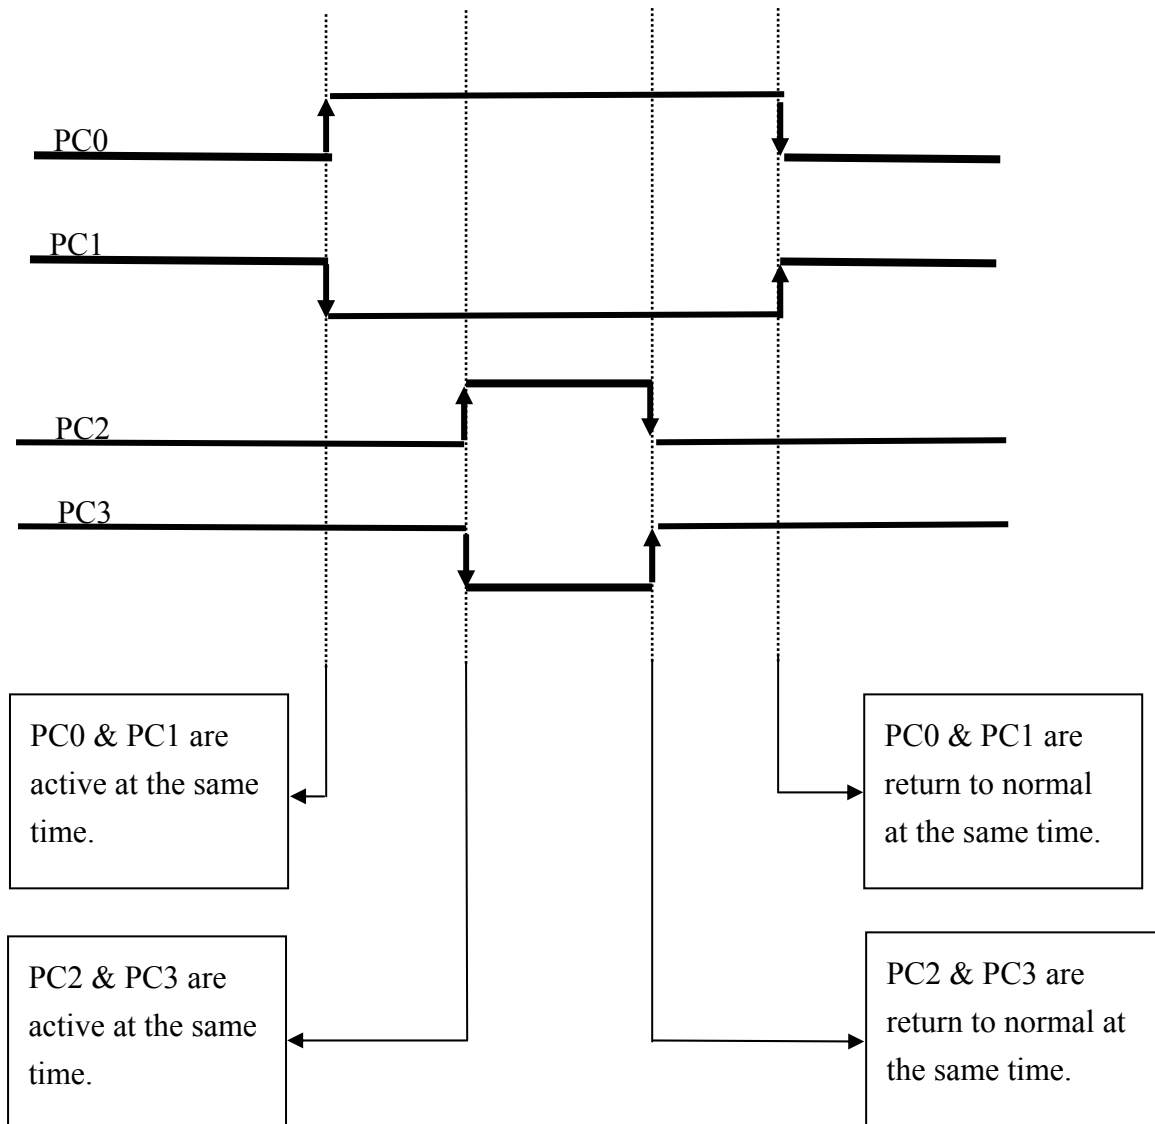 PC0
PC1
PC2
PC3
PC0 & PC1 are
active at the same
time.
PC0 & PC1 are
return to normal
at the same time.
PC2 & PC3 are
active at the same
time.
PC2 & PC3 are
return to normal at
the same time.